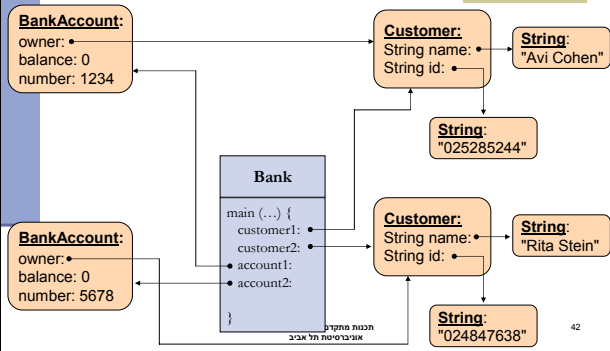 BankAccount:
owner:
balance: 0
number: 1234
Customer:
String name:
String id:
String:
"Avi Cohen"
String:
"025285244"
Bank
main (...) {
customer1:
customer2:
account1:
account2:
}
BankAccount:
owner:
balance: 0
number: 5678
Customer:
String name:
String id:
String:
"Rita Stein"
String:
"024847638"
תכנות מתקדם
אוניברסיטת תל אביב
42